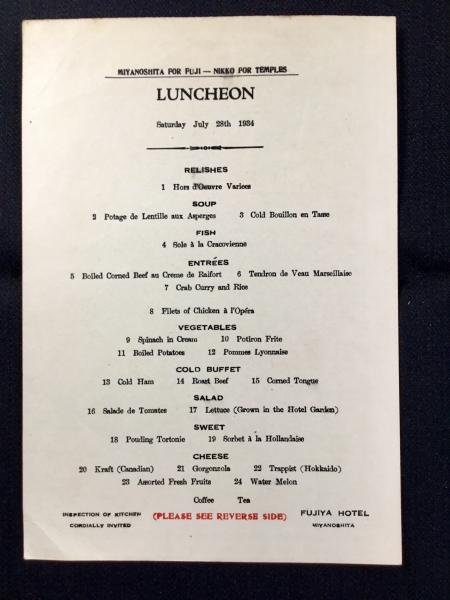 MIYANOSHITA FOR FUJI — NIKKO FOR TEMPLES
LUNCHEON
Saturday July 28th 1934
RELISHES
1 Hors d'Oeuvre Variees
SOUP
2 Potage de Lentille aux Asperges 3 Cold Bouillon en Tasse
FISH
4 Sole à la Cracovienne
ENTRÉES
5 Boiled Corned Beef au Creme de Raifort 6 Tendron de Veau Marseillaise
7 Crab Curry and Rice
8 Filets of Chicken à l'Opéra
VEGETABLES
9 Spinach in Cream 10 Potiron Frite
11 Boiled Potatoes 12 Pommes Lyonnaise
COLD BUFFET
13 Cold Ham 14 Roast Beef 15 Corned Tongue
SALAD
16 Salade de Tomates 17 Lettuce (Grown in the Hotel Garden)
SWEET
18 Pouding Tortonie 19 Sorbet à la Hollandaise
CHEESE
20 Kraft (Canadian) 21 Gorgonzola 22 Trappist (Hokkaido)
23 Assorted Fresh Fruits 24 Water Melon
Coffee Tea
INSPECTION OF KITCHEN
CORDIALLY INVITED
(PLEASE SEE REVERSE SIDE)
FUJIYA HOTEL
MIYANOSHITA